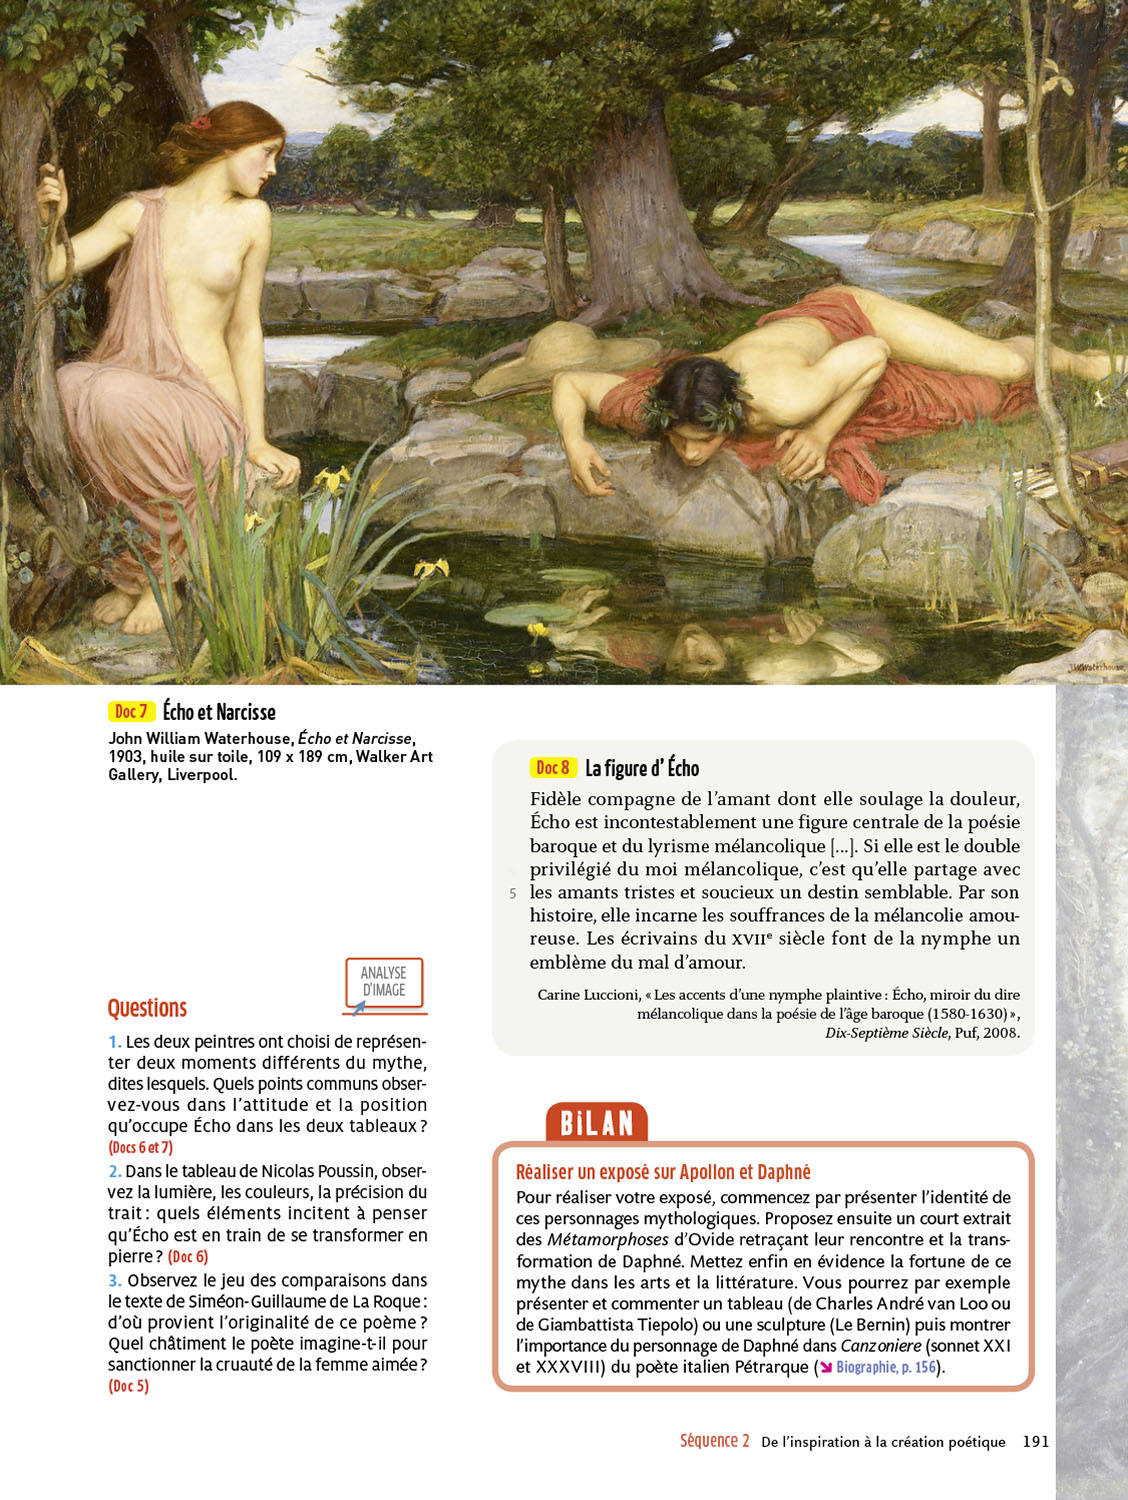 J.W.Waterhouse.
Doc 7 Écho et Narcisse
John William Waterhouse, Écho et Narcisse,
1903, huile sur toile, 109 x 189 cm, Walker Art
Gallery, Liverpool.
Doc 8 La figure d’ Écho
Fidèle compagne de l’amant dont elle soulage la douleur,
Écho est incontestablement une figure centrale de la poésie
baroque et du lyrisme mélancolique [...]. Si elle est le double
privilégié du moi mélancolique, c’est qu’elle partage avec
5 les amants tristes et soucieux un destin semblable. Par son
histoire, elle incarne les souffrances de la mélancolie amou-
reuse. Les écrivains du XVIIe siècle font de la nymphe un
emblème du mal d’amour.
Carine Luccioni, « Les accents d’une nymphe plaintive : Écho, miroir du dire
mélancolique dans la poésie de l’âge baroque (1580-1630) »,
Dix-Septième Siècle, Puf, 2008.
ANALYSE
D’IMAGE
Questions
1. Les deux peintres ont choisi de représen-
ter deux moments différents du mythe,
dites lesquels. Quels points communs obser-
vez-vous dans l’attitude et la position
qu’occupe Écho dans les deux tableaux ?
(Docs 6 et 7)
2. Dans le tableau de Nicolas Poussin, obser-
vez la lumière, les couleurs, la précision du
trait : quels éléments incitent à penser
qu’Écho est en train de se transformer en
pierre ? (Doc 6)
3. Observez le jeu des comparaisons dans
le texte de Siméon-Guillaume de La Roque :
d’où provient l’originalité de ce poème ?
Quel châtiment le poète imagine-t-il pour
sanctionner la cruauté de la femme aimée ?
(Doc 5)
BILAN
Réaliser un exposé sur Apollon et Daphné
Pour réaliser votre exposé, commencez par présenter l’identité de
ces personnages mythologiques. Proposez ensuite un court extrait
des Métamorphoses d’Ovide retraçant leur rencontre et la trans-
formation de Daphné. Mettez enfin en évidence la fortune de ce
mythe dans les arts et la littérature. Vous pourrez par exemple
présenter et commenter un tableau (de Charles André van Loo ou
de Giambattista Tiepolo) ou une sculpture (Le Bernin) puis montrer
l’importance du personnage de Daphné dans Canzoniere (sonnet XXI
et XXXVIII) du poète italien Pétrarque (Biographie, p. 156).
Séquence 2 De l’inspiration à la création poétique 191